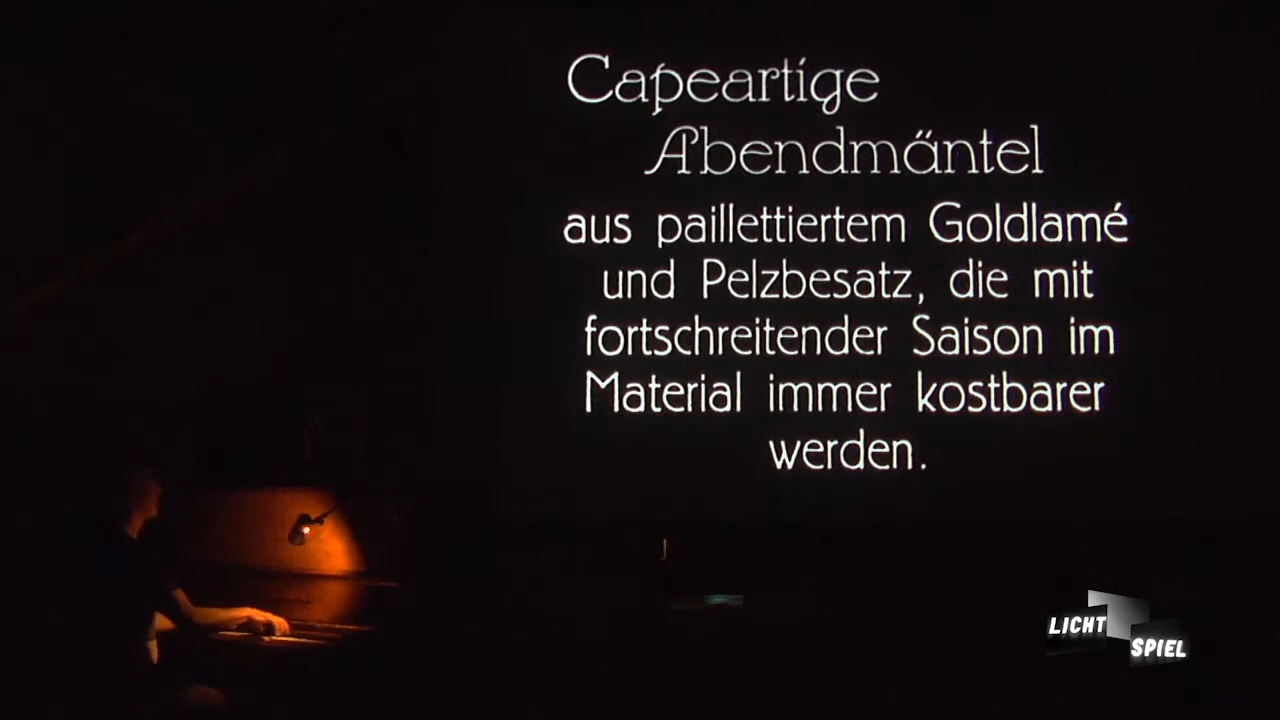 Capeartige
Abendmäntel
aus paillettiertem Goldlamé
und Pelzbesatz, die mit
fortschreitender Saison im
Material immer kostbarer
werden.
LICHT
SPIEL